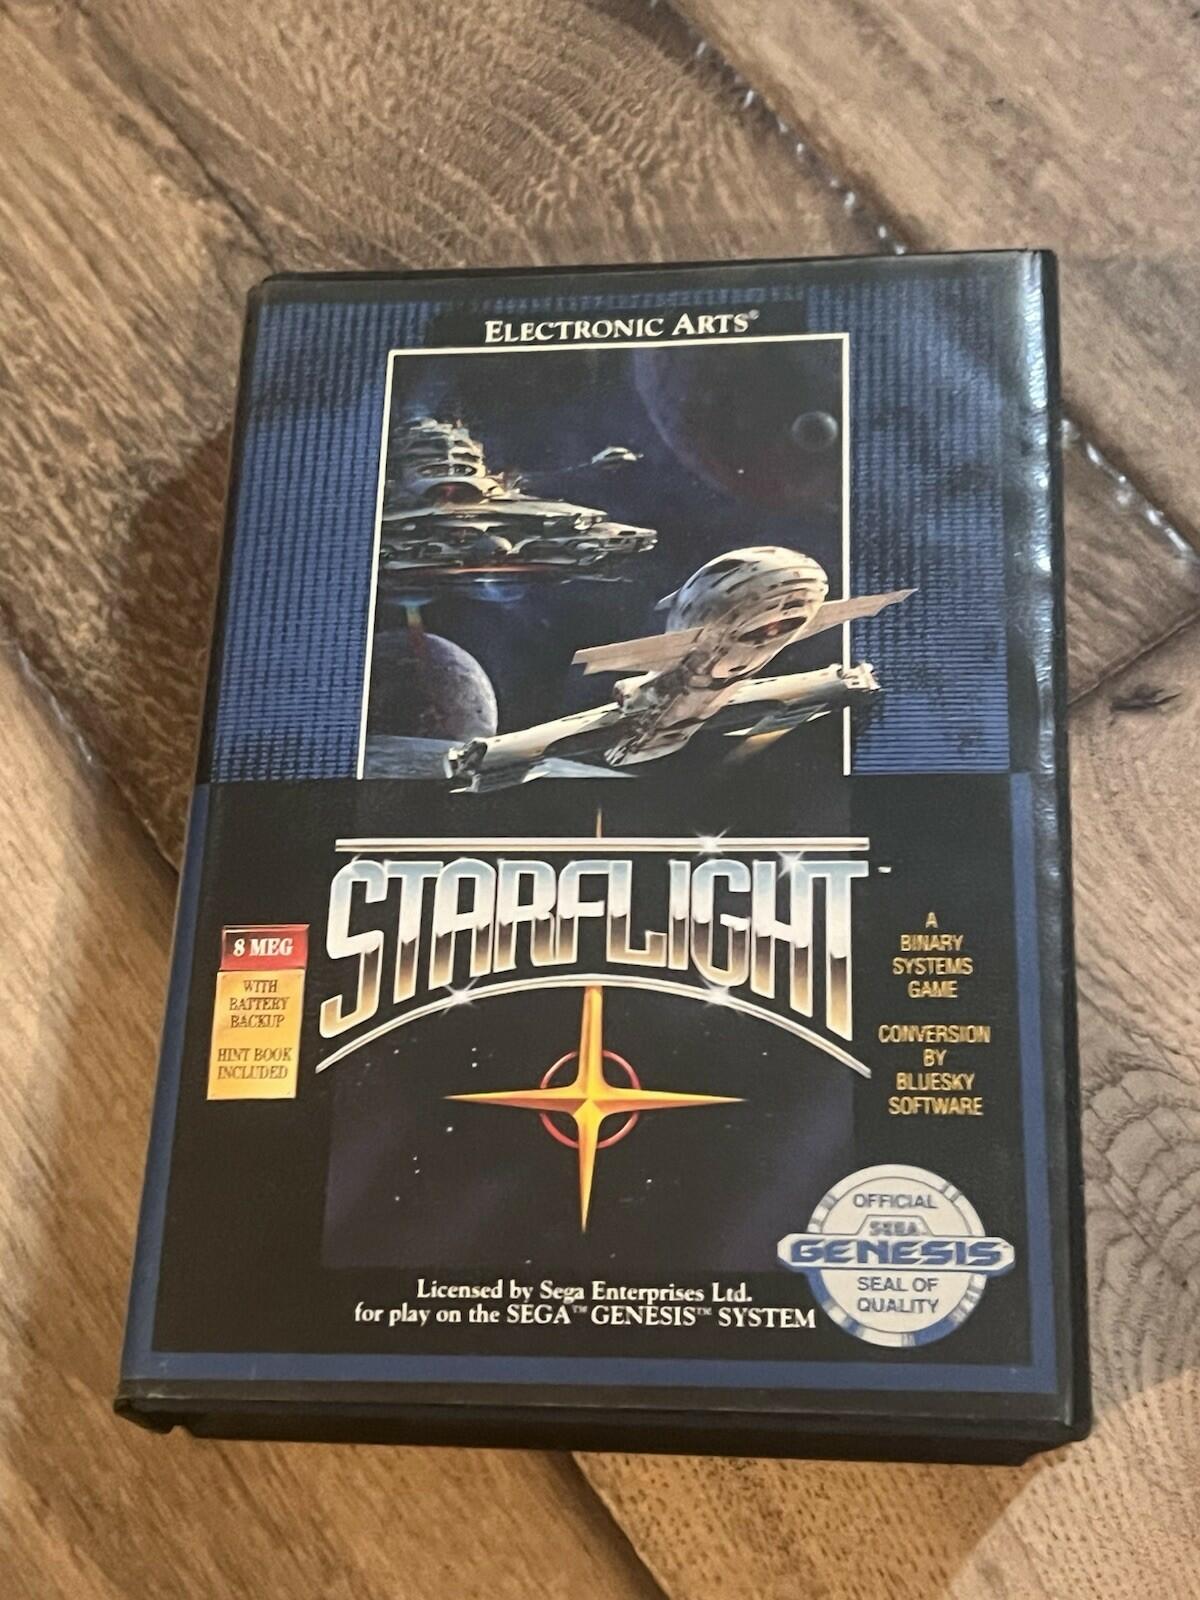 ELECTRONIC ARTS®
STARFLIGHT™
8 MEG
WITH
BATTERY
BACKUP
HINT BOOK
INCLUDED
A
BINARY
SYSTEMS
GAME
CONVERSION
BY
BLUESKY
SOFTWARE
OFFICIAL
SEGA
GENESIS
SEAL OF
QUALITY
Licensed by Sega Enterprises Ltd.
for play on the SEGA™ GENESIS™ SYSTEM